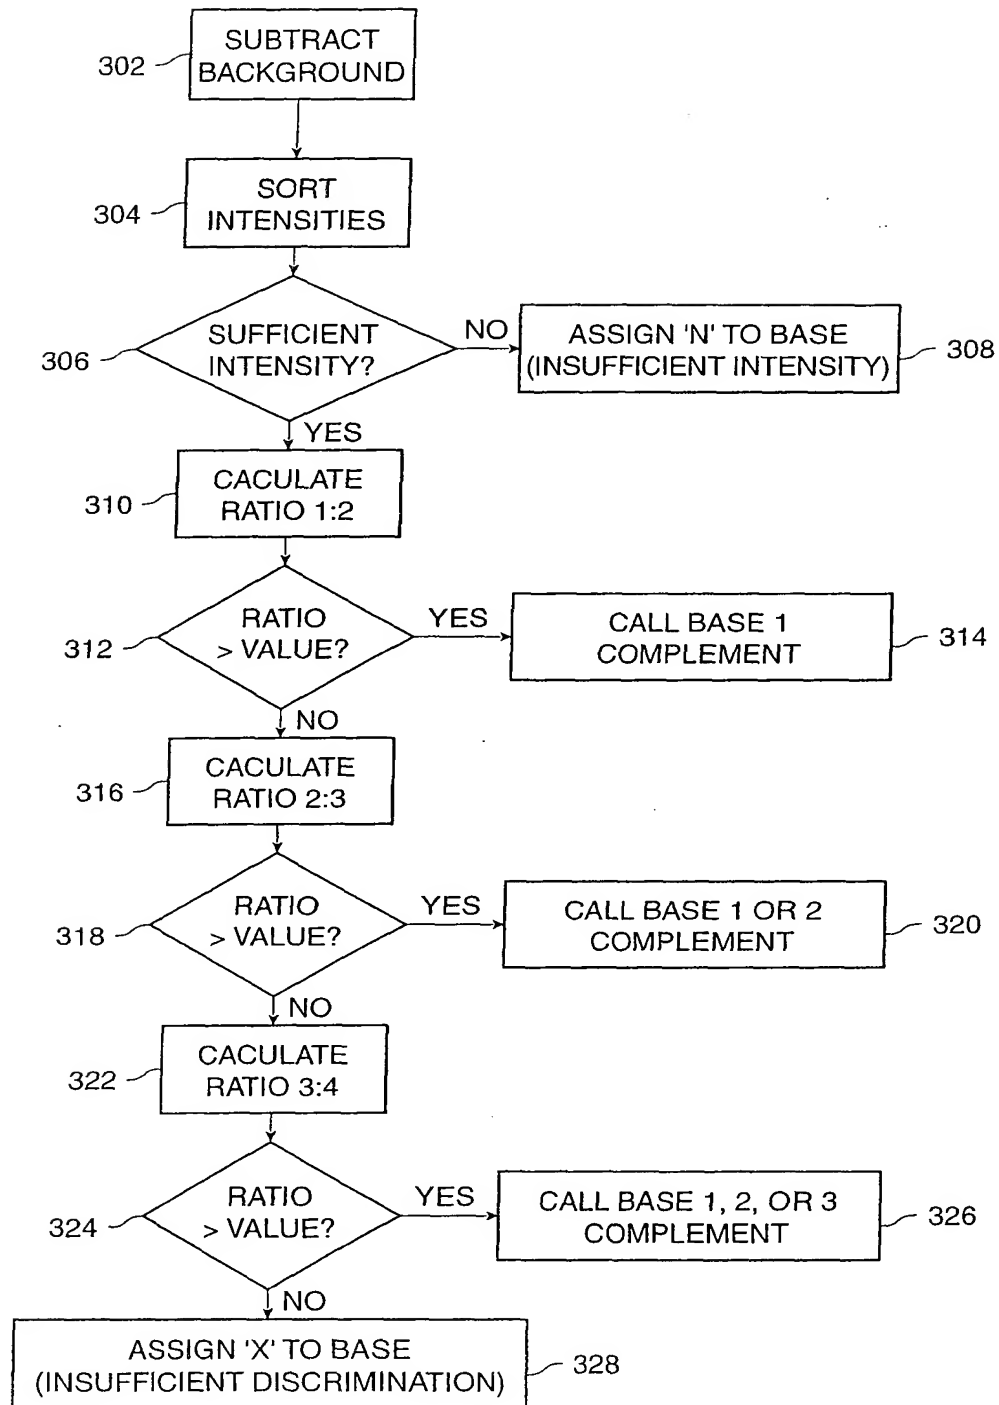 SUBTRACT
BACKGROUND
302
SORT
INTENSITIES
304
SUFFICIENT
INTENSITY?
306
NO
ASSIGN 'N' TO BASE
(INSUFFICIENT INTENSITY)
308
YES
CACULATE
RATIO 1:2
310
RATIO
> VALUE?
312
YES
CALL BASE 1
COMPLEMENT
314
NO
CACULATE
RATIO 2:3
316
RATIO
> VALUE?
318
YES
CALL BASE 1 OR 2
COMPLEMENT
320
NO
CACULATE
RATIO 3:4
322
RATIO
> VALUE?
324
YES
CALL BASE 1, 2, OR 3
COMPLEMENT
326
NO
ASSIGN 'X' TO BASE
(INSUFFICIENT DISCRIMINATION)
328